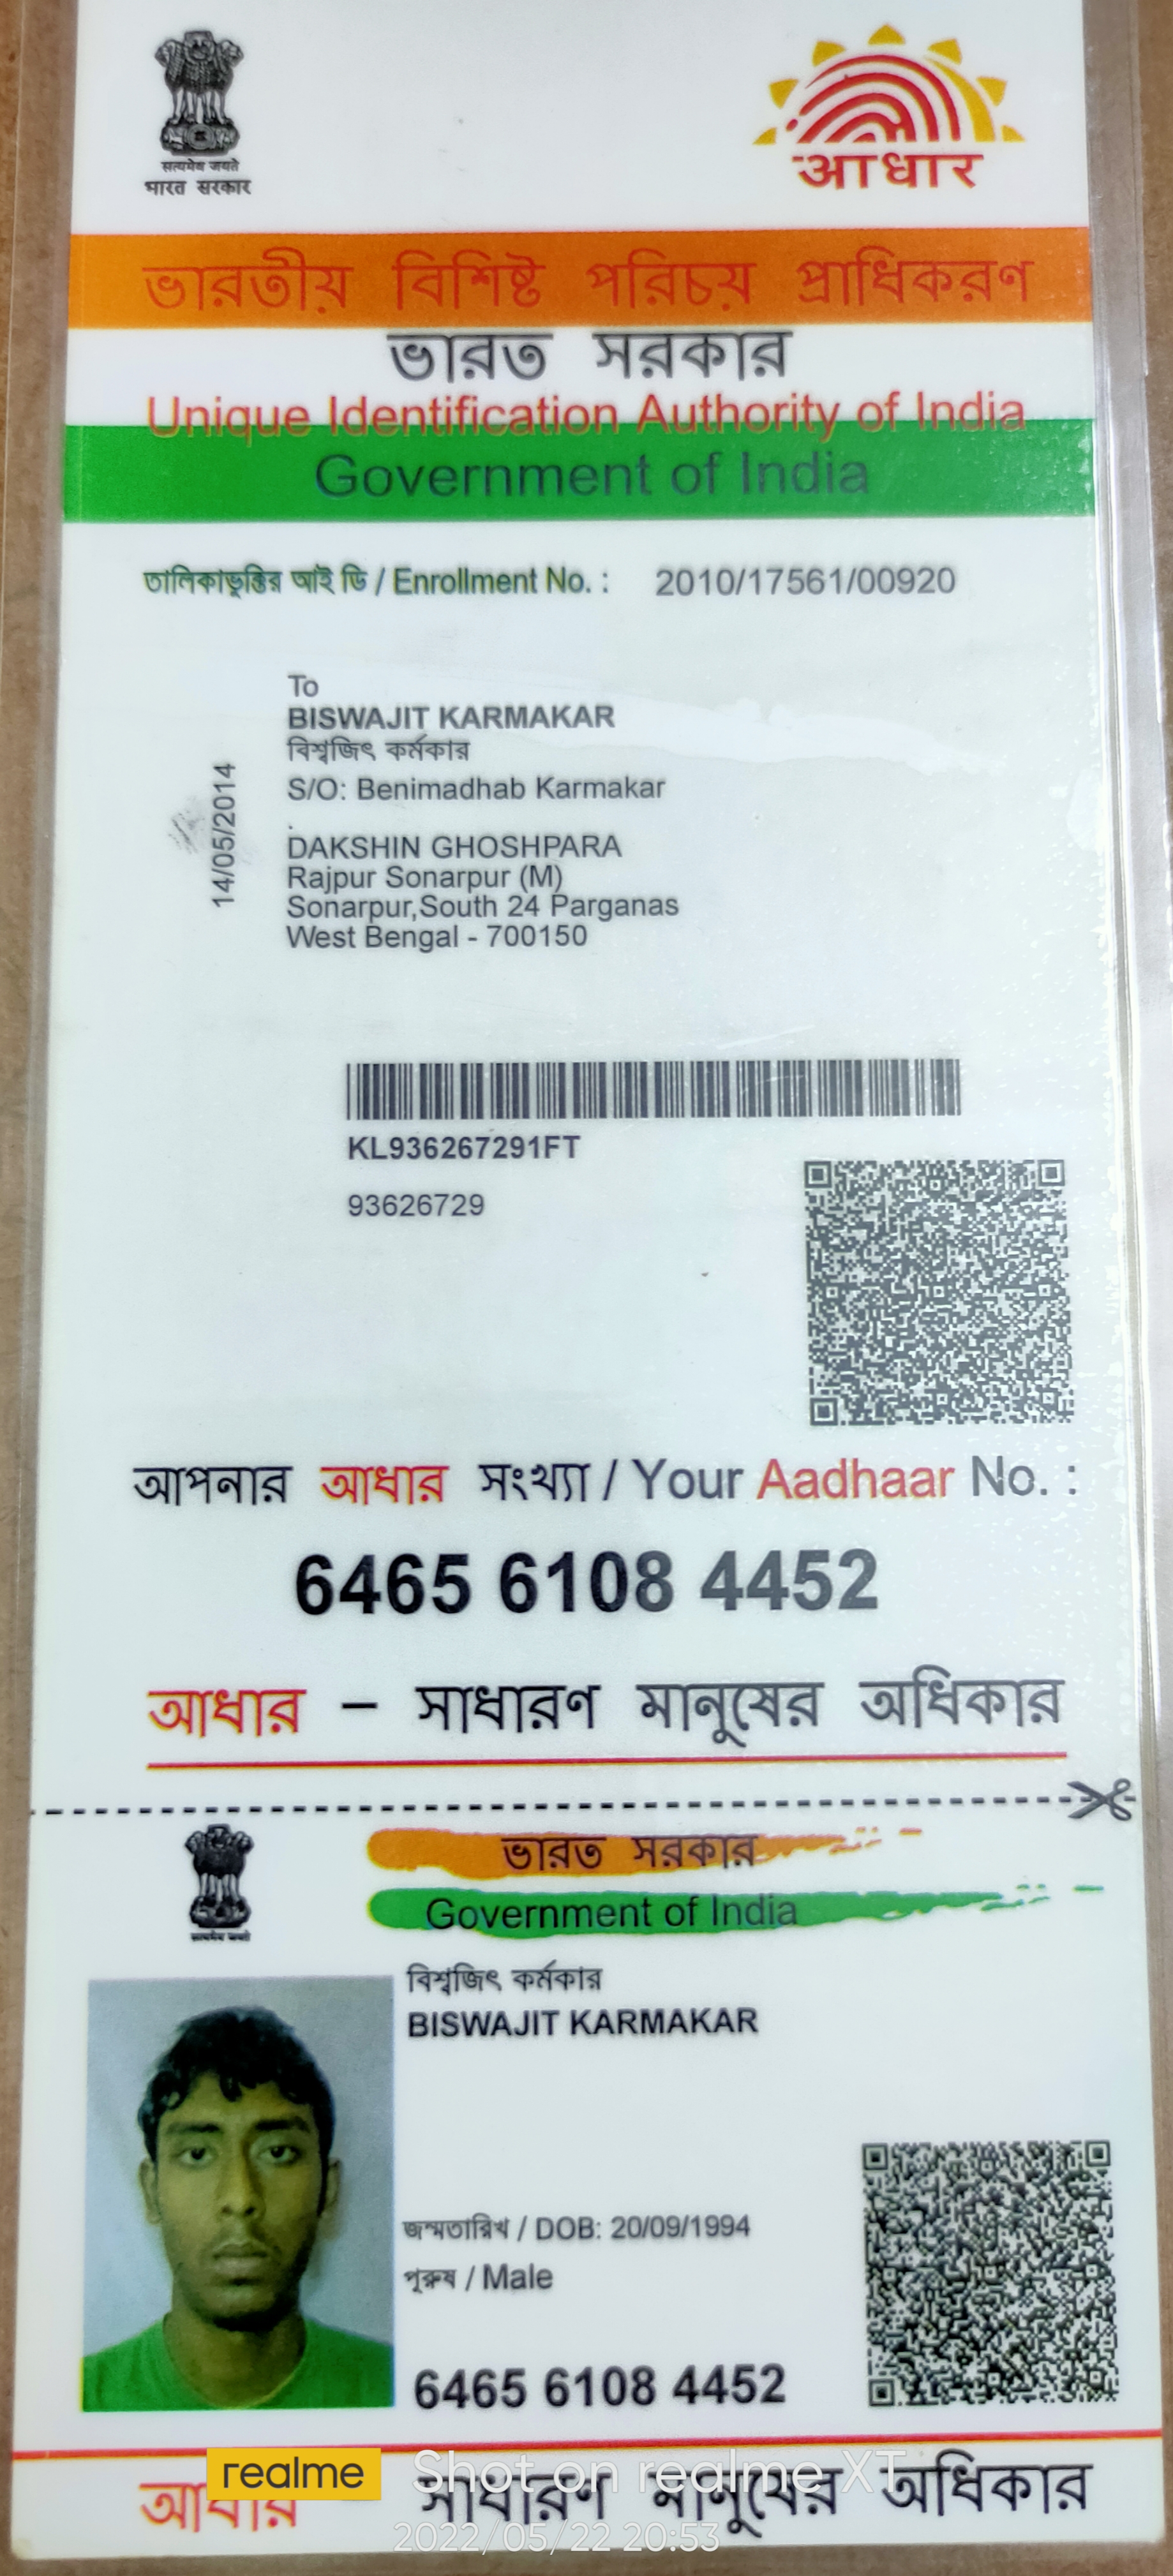 सत्यमेव जयते
भारत सरकार
आधार
ভারতীয় বিশিষ্ট পরিচয় প্রাধিকরণ
ভারত সরকার
Unique Identification Authority of India
Government of India
তালিকাভুক্তির আই ডি / Enrollment No. : 2010/17561/00920
To
BISWAJIT KARMAKAR
বিশ্বজিৎ কর্মকার
S/O: Benimadhab Karmakar
DAKSHIN GHOSHPARA
Rajpur Sonarpur (M)
Sonarpur,South 24 Parganas
West Bengal - 700150
14/05/2014
KL936267291FT
93626729
আপনার আধার সংখ্যা / Your Aadhaar No. :
6465 6108 4452
আধার – সাধারণ মানুষের অধিকার
ভারত সরকার
Government of India
सत्यमेव जयते
বিশ্বজিৎ কর্মকার
BISWAJIT KARMAKAR
জন্মতারিখ / DOB: 20/09/1994
পুরুষ / Male
6465 6108 4452
আধার সাধারণ মানুষের অধিকার
realme Shot on realme XT
2022/05/22 20:53